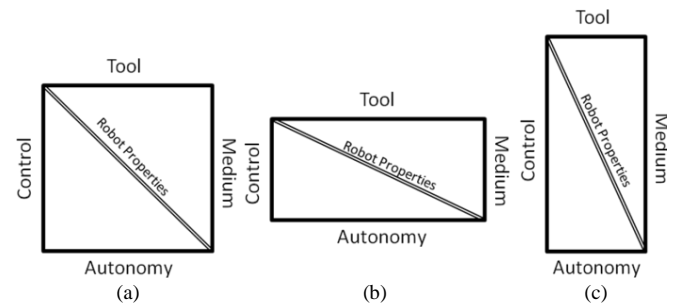 Tool
Control
Robot Properties
Medium
Autonomy
(a)
Tool
Control
Robot Properties
Medium
Autonomy
(b)
Tool
Control
Robot Properties
Medium
Autonomy
(c)